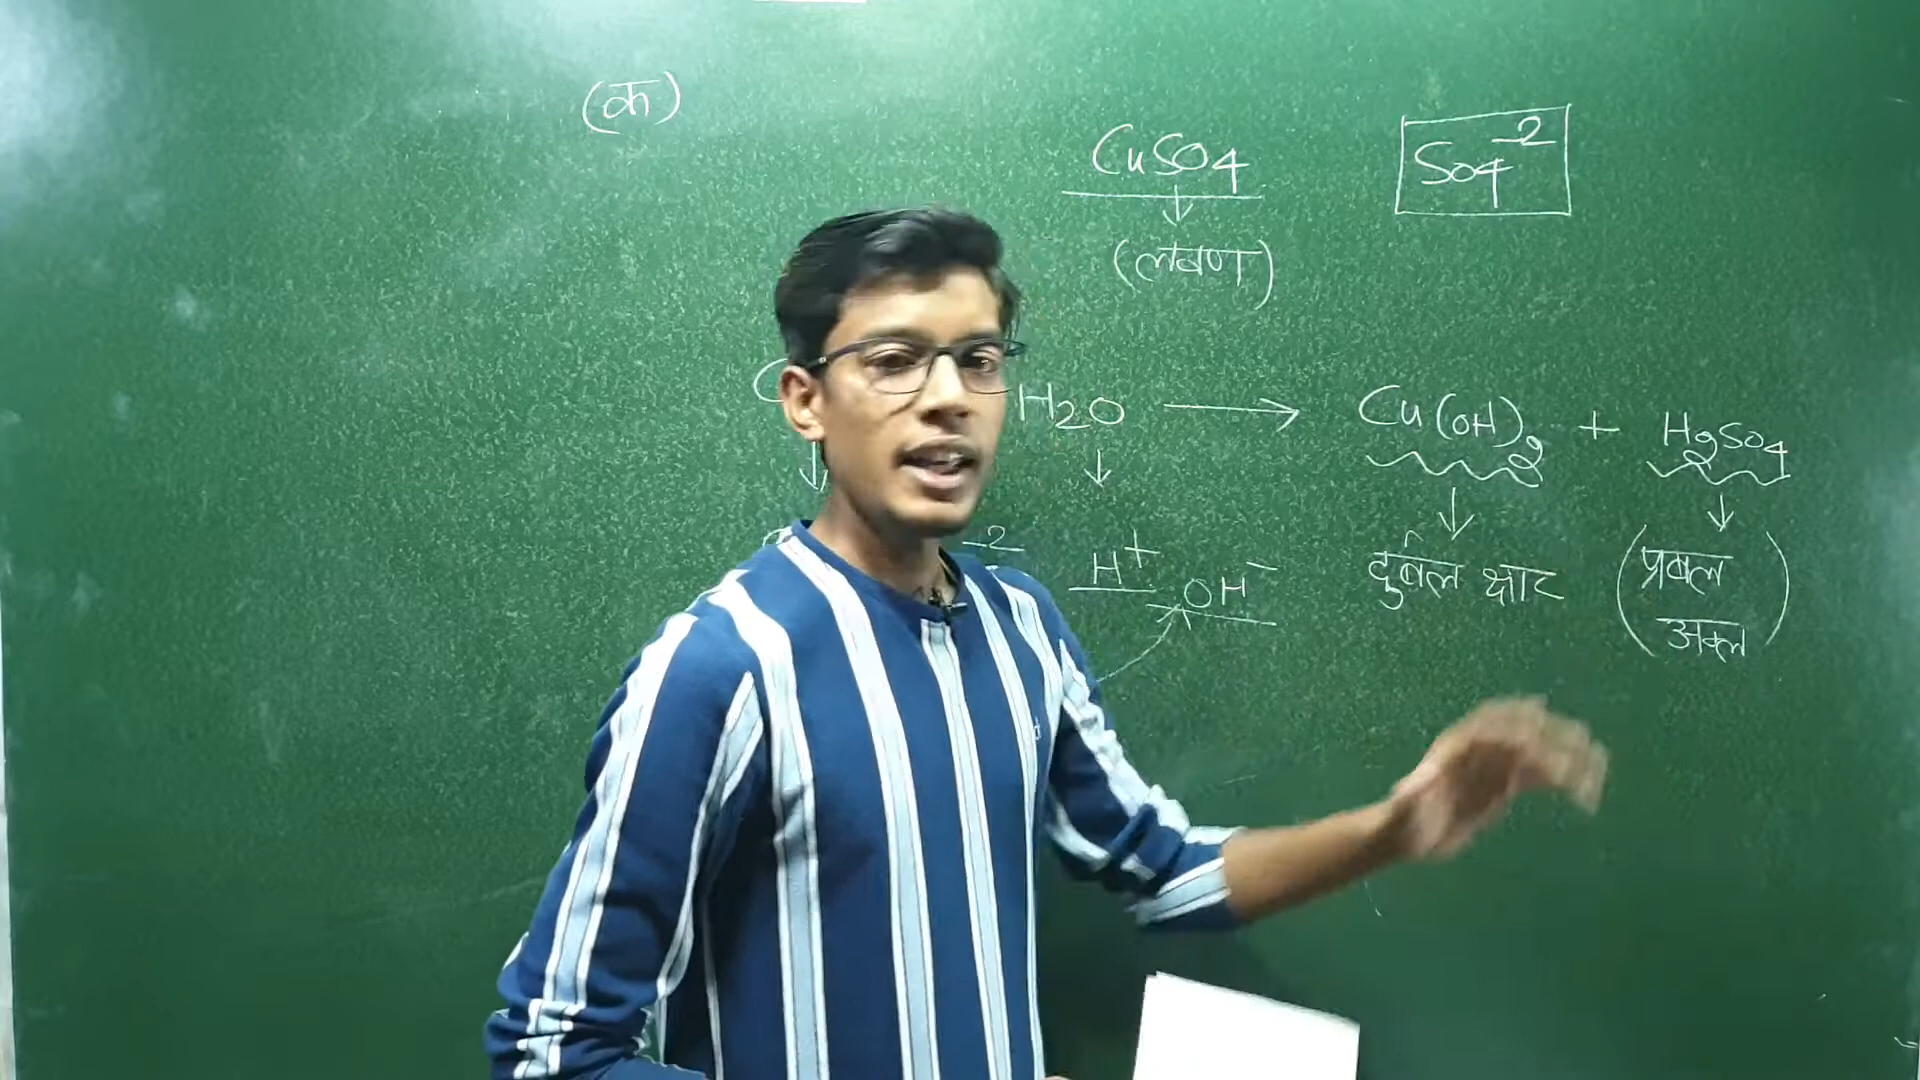 (क)
CuSO4
So4^-2
(लवण)
H2O → Cu(OH)2 + H2SO4
H+ OH-
दुर्बल क्षार
(प्रबल
अम्ल)